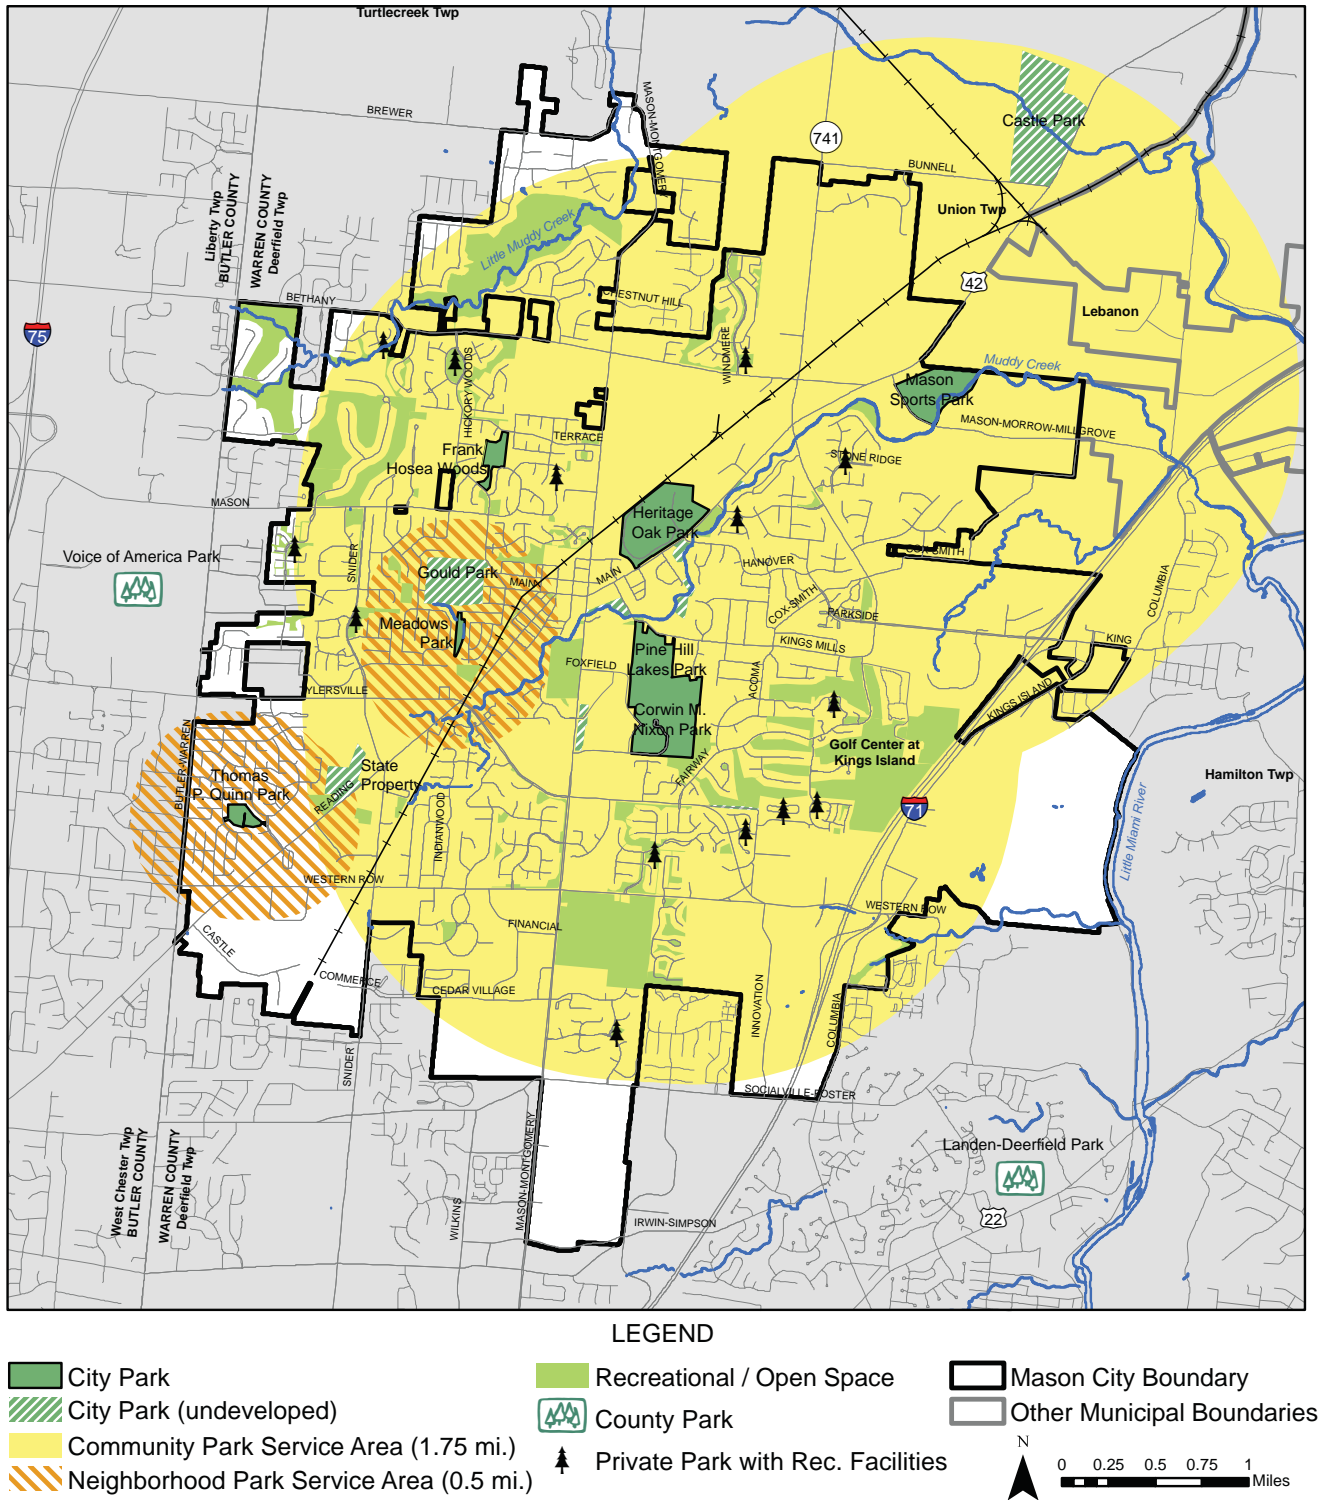 Turtlecreek Twp
BREWER
MASON-MONTGOMERY
741
Castle Park
BUNNELL
Liberty Twp
BUTLER COUNTY
WARREN COUNTY
Deerfield Twp
Union Twp
Little Muddy Creek
42
BETHANY
CHESTNUT HILL
Lebanon
75
WINDMERE
Muddy Creek
HICKORY WOODS
Mason
Sports Park
MASON-MORROW-MILLGROVE
TERRACE
Frank
Hosea Woods
STONE RIDGE
MASON
Heritage
Oak Park
Voice of America Park
SNIDER
Gould Park
MAIN
MAIN
HANOVER
COX-SMITH
COX-SMITH
COLUMBIA
Meadows
Park
PARKSIDE
KINGS MILLS
KING
Pine Hill
Lakes Park
FOXFIELD
ACOMA
TYLERSVILLE
KINGS ISLAND
Corwin M.
Nixon Park
BUTLER-WARREN
Golf Center at
Kings Island
FAIRWAY
State
Property
Thomas
P. Quinn Park
READING
Hamilton Twp
71
INDIANWOOD
Little Miami River
WESTERN ROW
WESTERN ROW
FINANCIAL
CASTLE
COMMERCE
CEDAR VILLAGE
INNOVATION
COLUMBIA
SNIDER
SOCIALVILLE-FOSTER
West Chester Twp
BUTLER COUNTY
WARREN COUNTY
Deerfield Twp
MASON-MONTGOMERY
Landen-Deerfield Park
WILKINS
IRWIN-SIMPSON
22
LEGEND
City Park
City Park (undeveloped)
Community Park Service Area (1.75 mi.)
Neighborhood Park Service Area (0.5 mi.)
Recreational / Open Space
County Park
Private Park with Rec. Facilities
Mason City Boundary
Other Municipal Boundaries
N
0 0.25 0.5 0.75 1
Miles